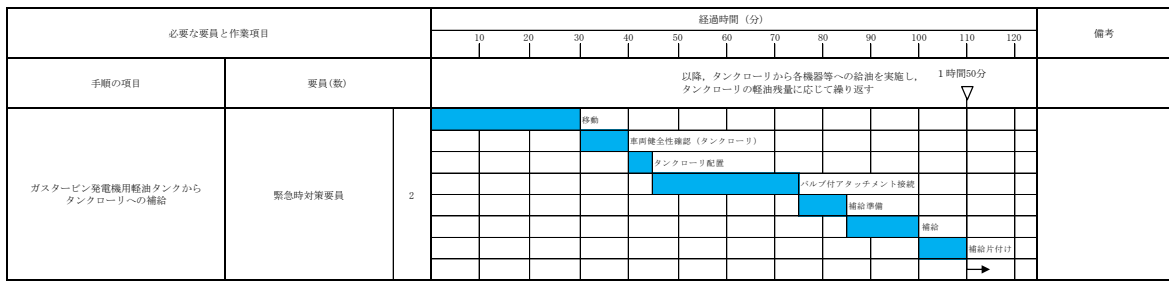 必要な要員と作業項目
経過時間（分）
備考
10 20 30 40 50 60 70 80 90 100 110 120
手順の項目
要員(数)
以降，タンクローリから各機器等への給油を実施し，
タンクローリの軽油残量に応じて繰り返す
1時間50分
ガスタービン発電機用軽油タンクから
タンクローリへの補給
緊急時対策要員
2
移動
車両健全性確認（タンクローリ）
タンクローリ配置
バルブ付アタッチメント接続
補給準備
補給
補給片付け